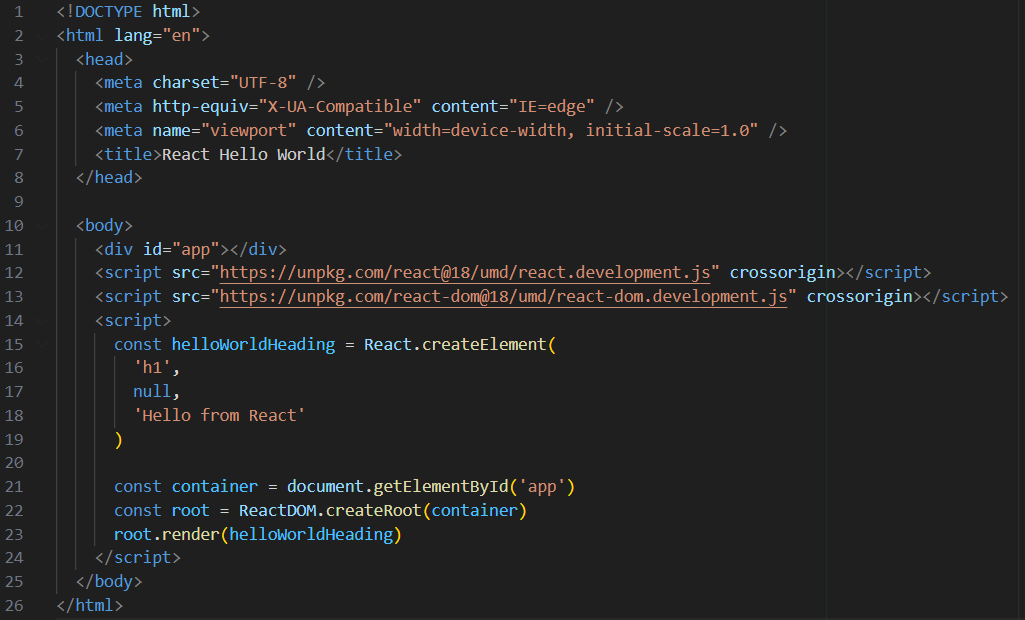 1 <!DOCTYPE html>
2 <html lang="en">
3   <head>
4     <meta charset="UTF-8" />
5     <meta http-equiv="X-UA-Compatible" content="IE=edge" />
6     <meta name="viewport" content="width=device-width, initial-scale=1.0" />
7     <title>React Hello World</title>
8   </head>
9
10   <body>
11     <div id="app"></div>
12     <script src="https://unpkg.com/react@18/umd/react.development.js" crossorigin></script>
13     <script src="https://unpkg.com/react-dom@18/umd/react-dom.development.js" crossorigin></script>
14     <script>
15       const helloWorldHeading = React.createElement(
16         'h1',
17         null,
18         'Hello from React'
19       )
20
21       const container = document.getElementById('app')
22       const root = ReactDOM.createRoot(container)
23       root.render(helloWorldHeading)
24     </script>
25   </body>
26 </html>